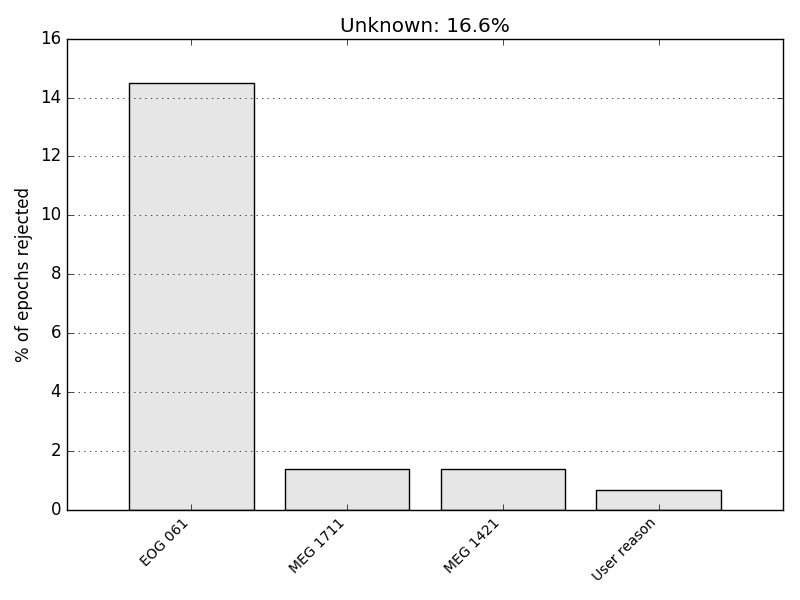 Unknown: 16.6%
16
14
12
10
8
6
4
2
0
% of epochs rejected
EOG 061
MEG 1711
MEG 1421
User reason